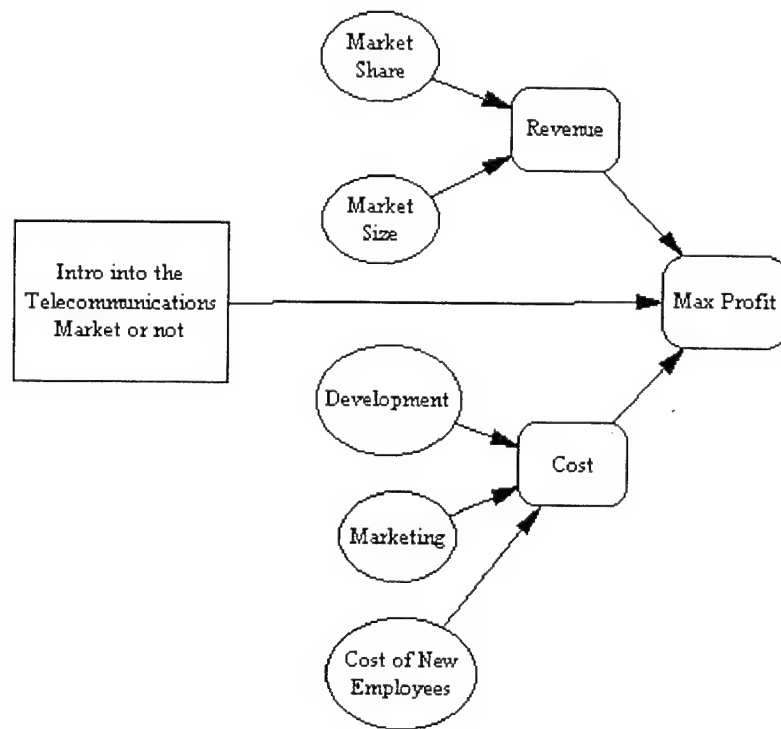 Market
Share
Revenue
Market
Size
Intro into the
Telecommunications
Market or not
Max Profit
Development
Cost
Marketing
Cost of New
Employees